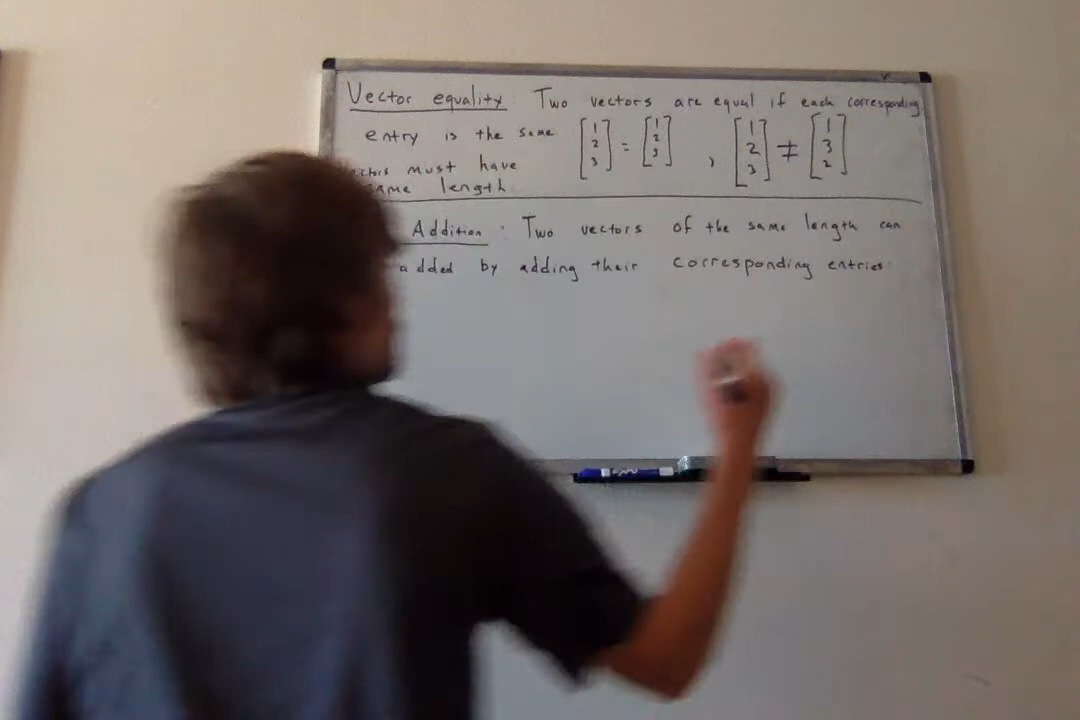 Vector equality: Two vectors are equal if each corresponding
entry is the same [1 2 3] = [1 2 3] , [1 2 3] ≠ [1 3 2]
must have
same length
Addition: Two vectors of the same length can
added by adding their corresponding entries